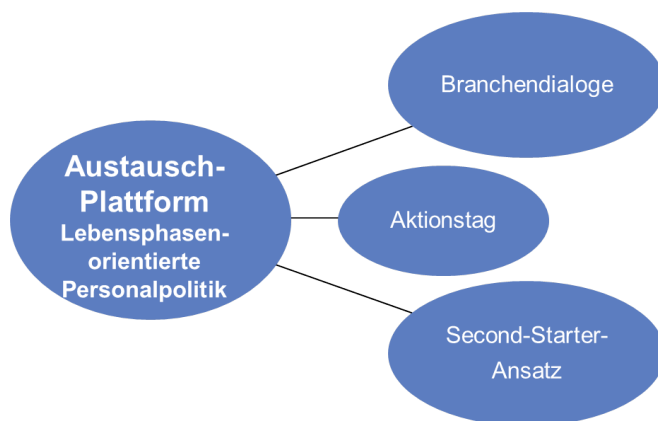 Austausch-
Plattform
Lebensphasen-
orientierte
Personalpolitik
Branchendialoge
Aktionstag
Second-Starter-
Ansatz